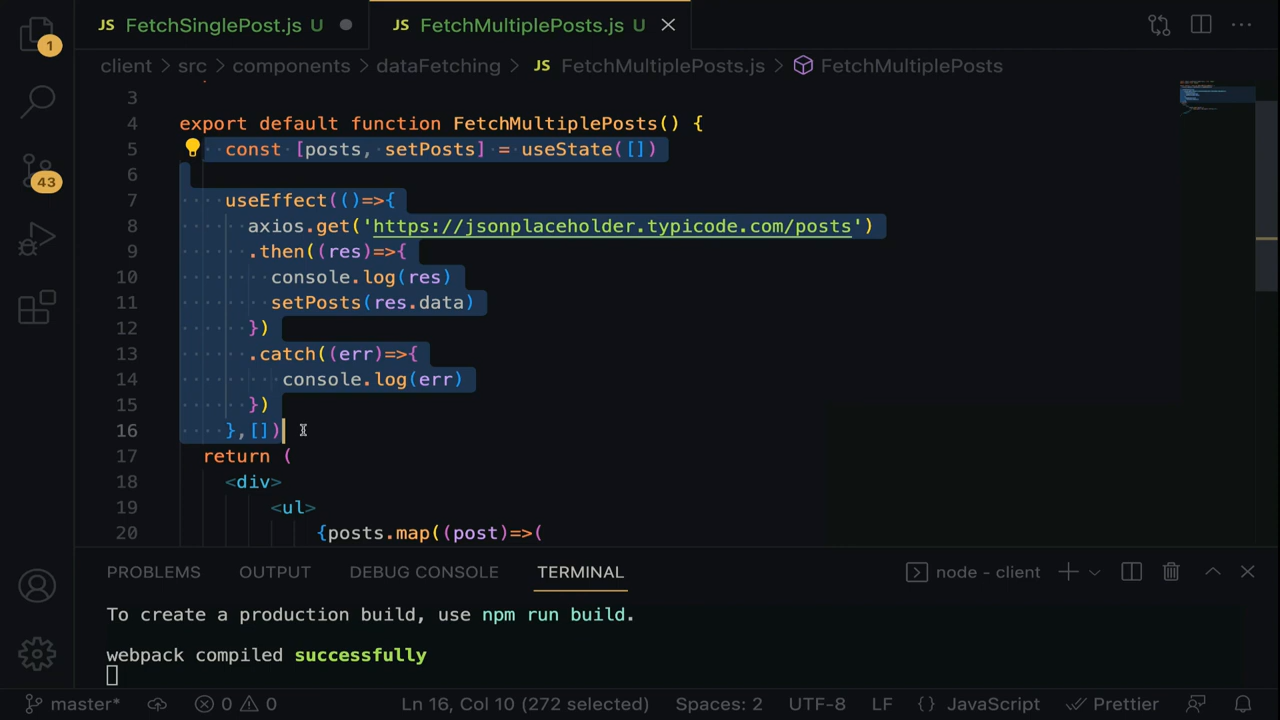 1
JS FetchSinglePost.js U
JS FetchMultiplePosts.js U
client > src > components > dataFetching > JS FetchMultiplePosts.js > FetchMultiplePosts
3
4 export default function FetchMultiplePosts() {
5 const [posts, setPosts] = useState([])
6
7 useEffect(()=>{
8 axios.get('https://jsonplaceholder.typicode.com/posts')
9 .then((res)=>{
10 console.log(res)
11 setPosts(res.data)
12 })
13 .catch((err)=>{
14 console.log(err)
15 })
16 },[])
17 return (
18 <div>
19 <ul>
20 {posts.map((post)=>(
43
PROBLEMS OUTPUT DEBUG CONSOLE TERMINAL node - client
To create a production build, use npm run build.
webpack compiled successfully
master* 0 0 Ln 16, Col 10 (272 selected) Spaces: 2 UTF-8 LF {} JavaScript Prettier